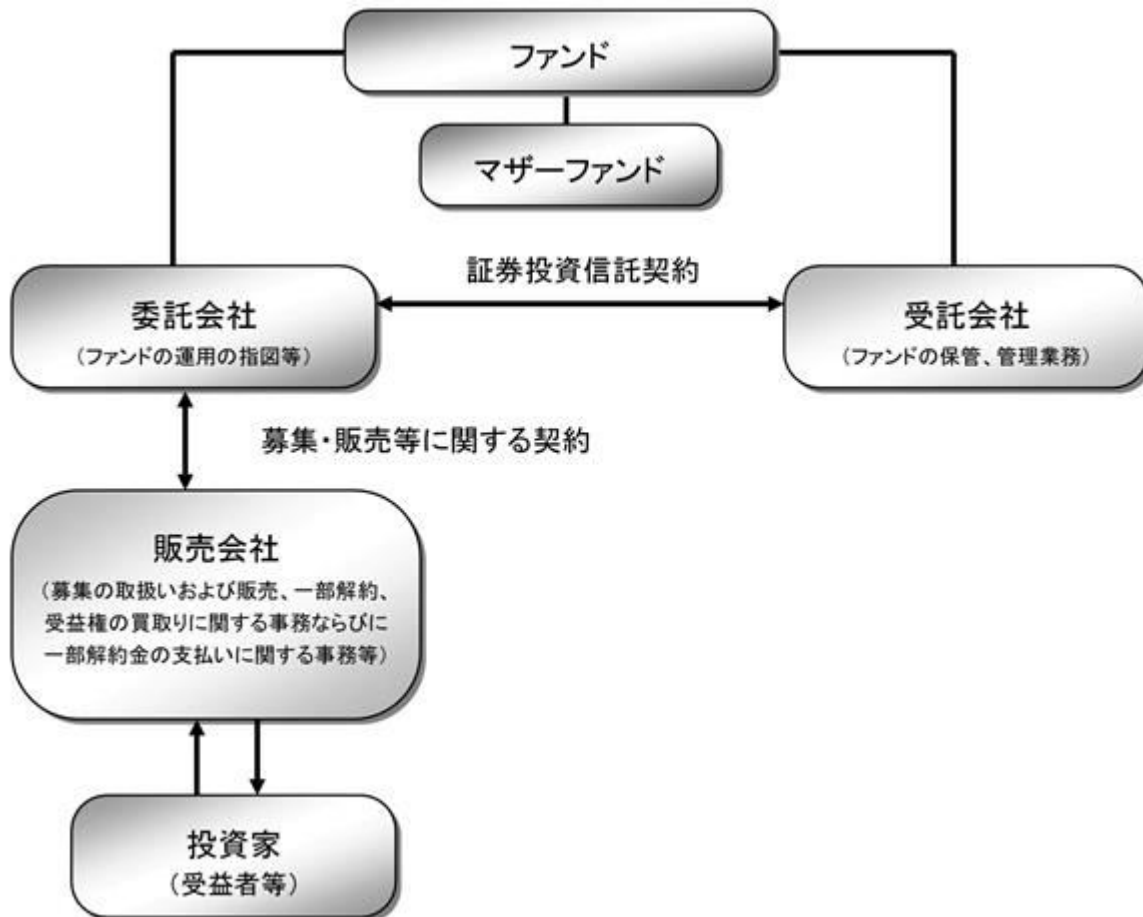 ファンド
マザーファンド
証券投資信託契約
委託会社
（ファンドの運用の指図等）
受託会社
（ファンドの保管、管理業務）
募集・販売等に関する契約
販売会社
（募集の取扱いおよび販売、一部解約、
受益権の買取りに関する事務ならびに
一部解約金の支払いに関する事務等）
投資家
（受益者等）